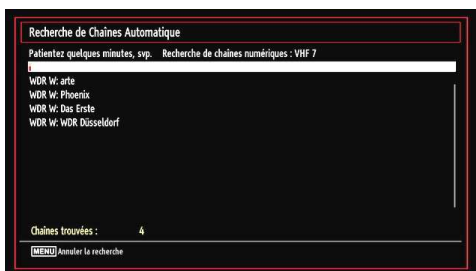 Recherche de Chaînes Automatique
Patientez quelques minutes, svp. Recherche de chaînes numériques : VHF 7
WDR W: arte
WDR W: Phoenix
WDR W: Das Erste
WDR W: WDR Düsseldorf
Chaînes trouvées : 4
MENU Annuler la recherche